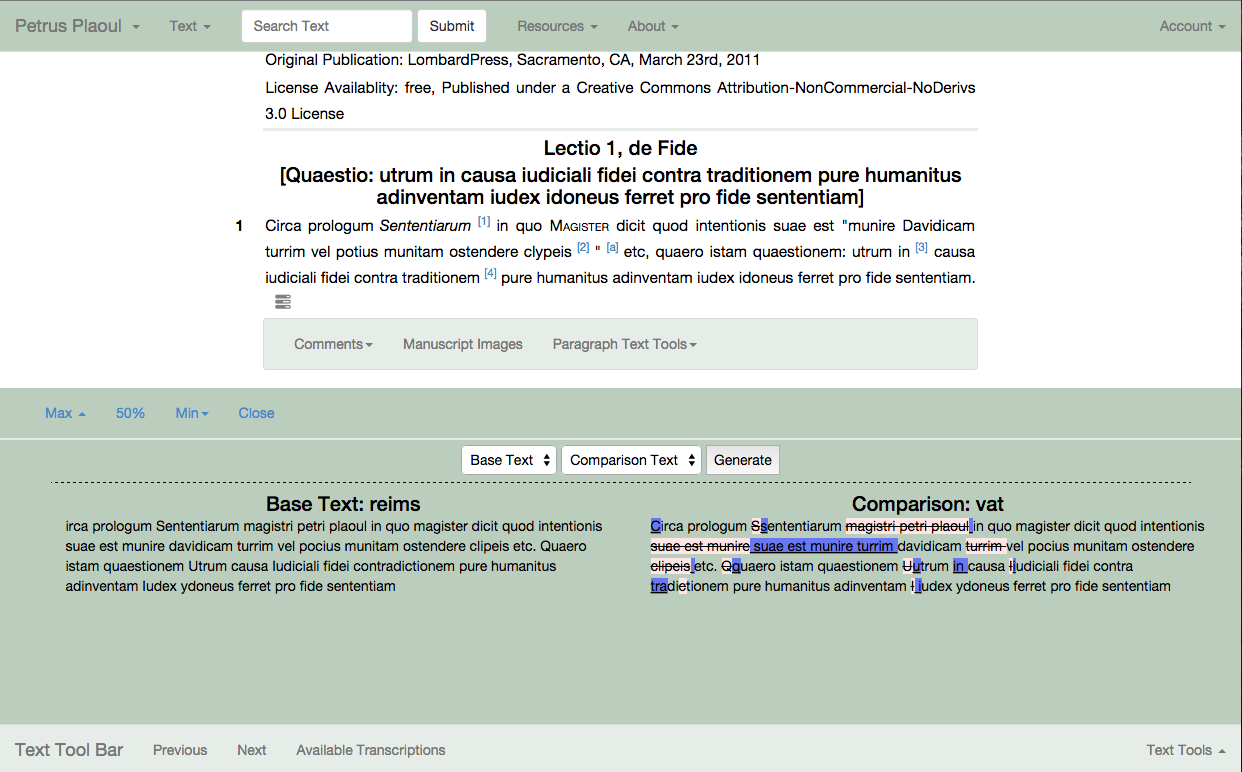 Petrus Plaoul Text Search Text Submit Resources About Account
Original Publication: LombardPress, Sacramento, CA, March 23rd, 2011
License Availablity: free, Published under a Creative Commons Attribution-NonCommercial-NoDerivs
3.0 License
Lectio 1, de Fide
[Quaestio: utrum in causa iudiciali fidei contra traditionem pure humanitus
adinventam iudex idoneus ferret pro fide sententiam]
1 Circa prologum Sententiarum [1] in quo Magister dicit quod intentionis suae est "munire Davidicam
turrim vel potius munitam ostendere clypeis [2] " [a] etc, quaero istam quaestionem: utrum in [3] causa
iudiciali fidei contra traditionem [4] pure humanitus adinventam iudex idoneus ferret pro fide sententiam.
Comments Manuscript Images Paragraph Text Tools
Max 50% Min Close
Base Text Comparison Text Generate
Base Text: reims
irca prologum Sententiarum magistri petri plaoul in quo magister dicit quod intentionis
suae est munire davidicam turrim vel pocius munitam ostendere clipeis etc. Quaero
istam quaestionem Utrum causa Iudiciali fidei contradictionem pure humanitus
adinventam Iudex ydoneus ferret pro fide sententiam
Comparison: vat
Circa prologum Ssententiarum magistri petri plaoul in quo magister dicit quod intentionis
suae est munire suae est munire turrim davidicam turrim vel pocius munitam ostendere
clipeis etc. Qquaero istam quaestionem Uutrum in causa Iiudiciali fidei contra
tradictionem pure humanitus adinventam I iudex ydoneus ferret pro fide sententiam
Text Tool Bar Previous Next Available Transcriptions Text Tools